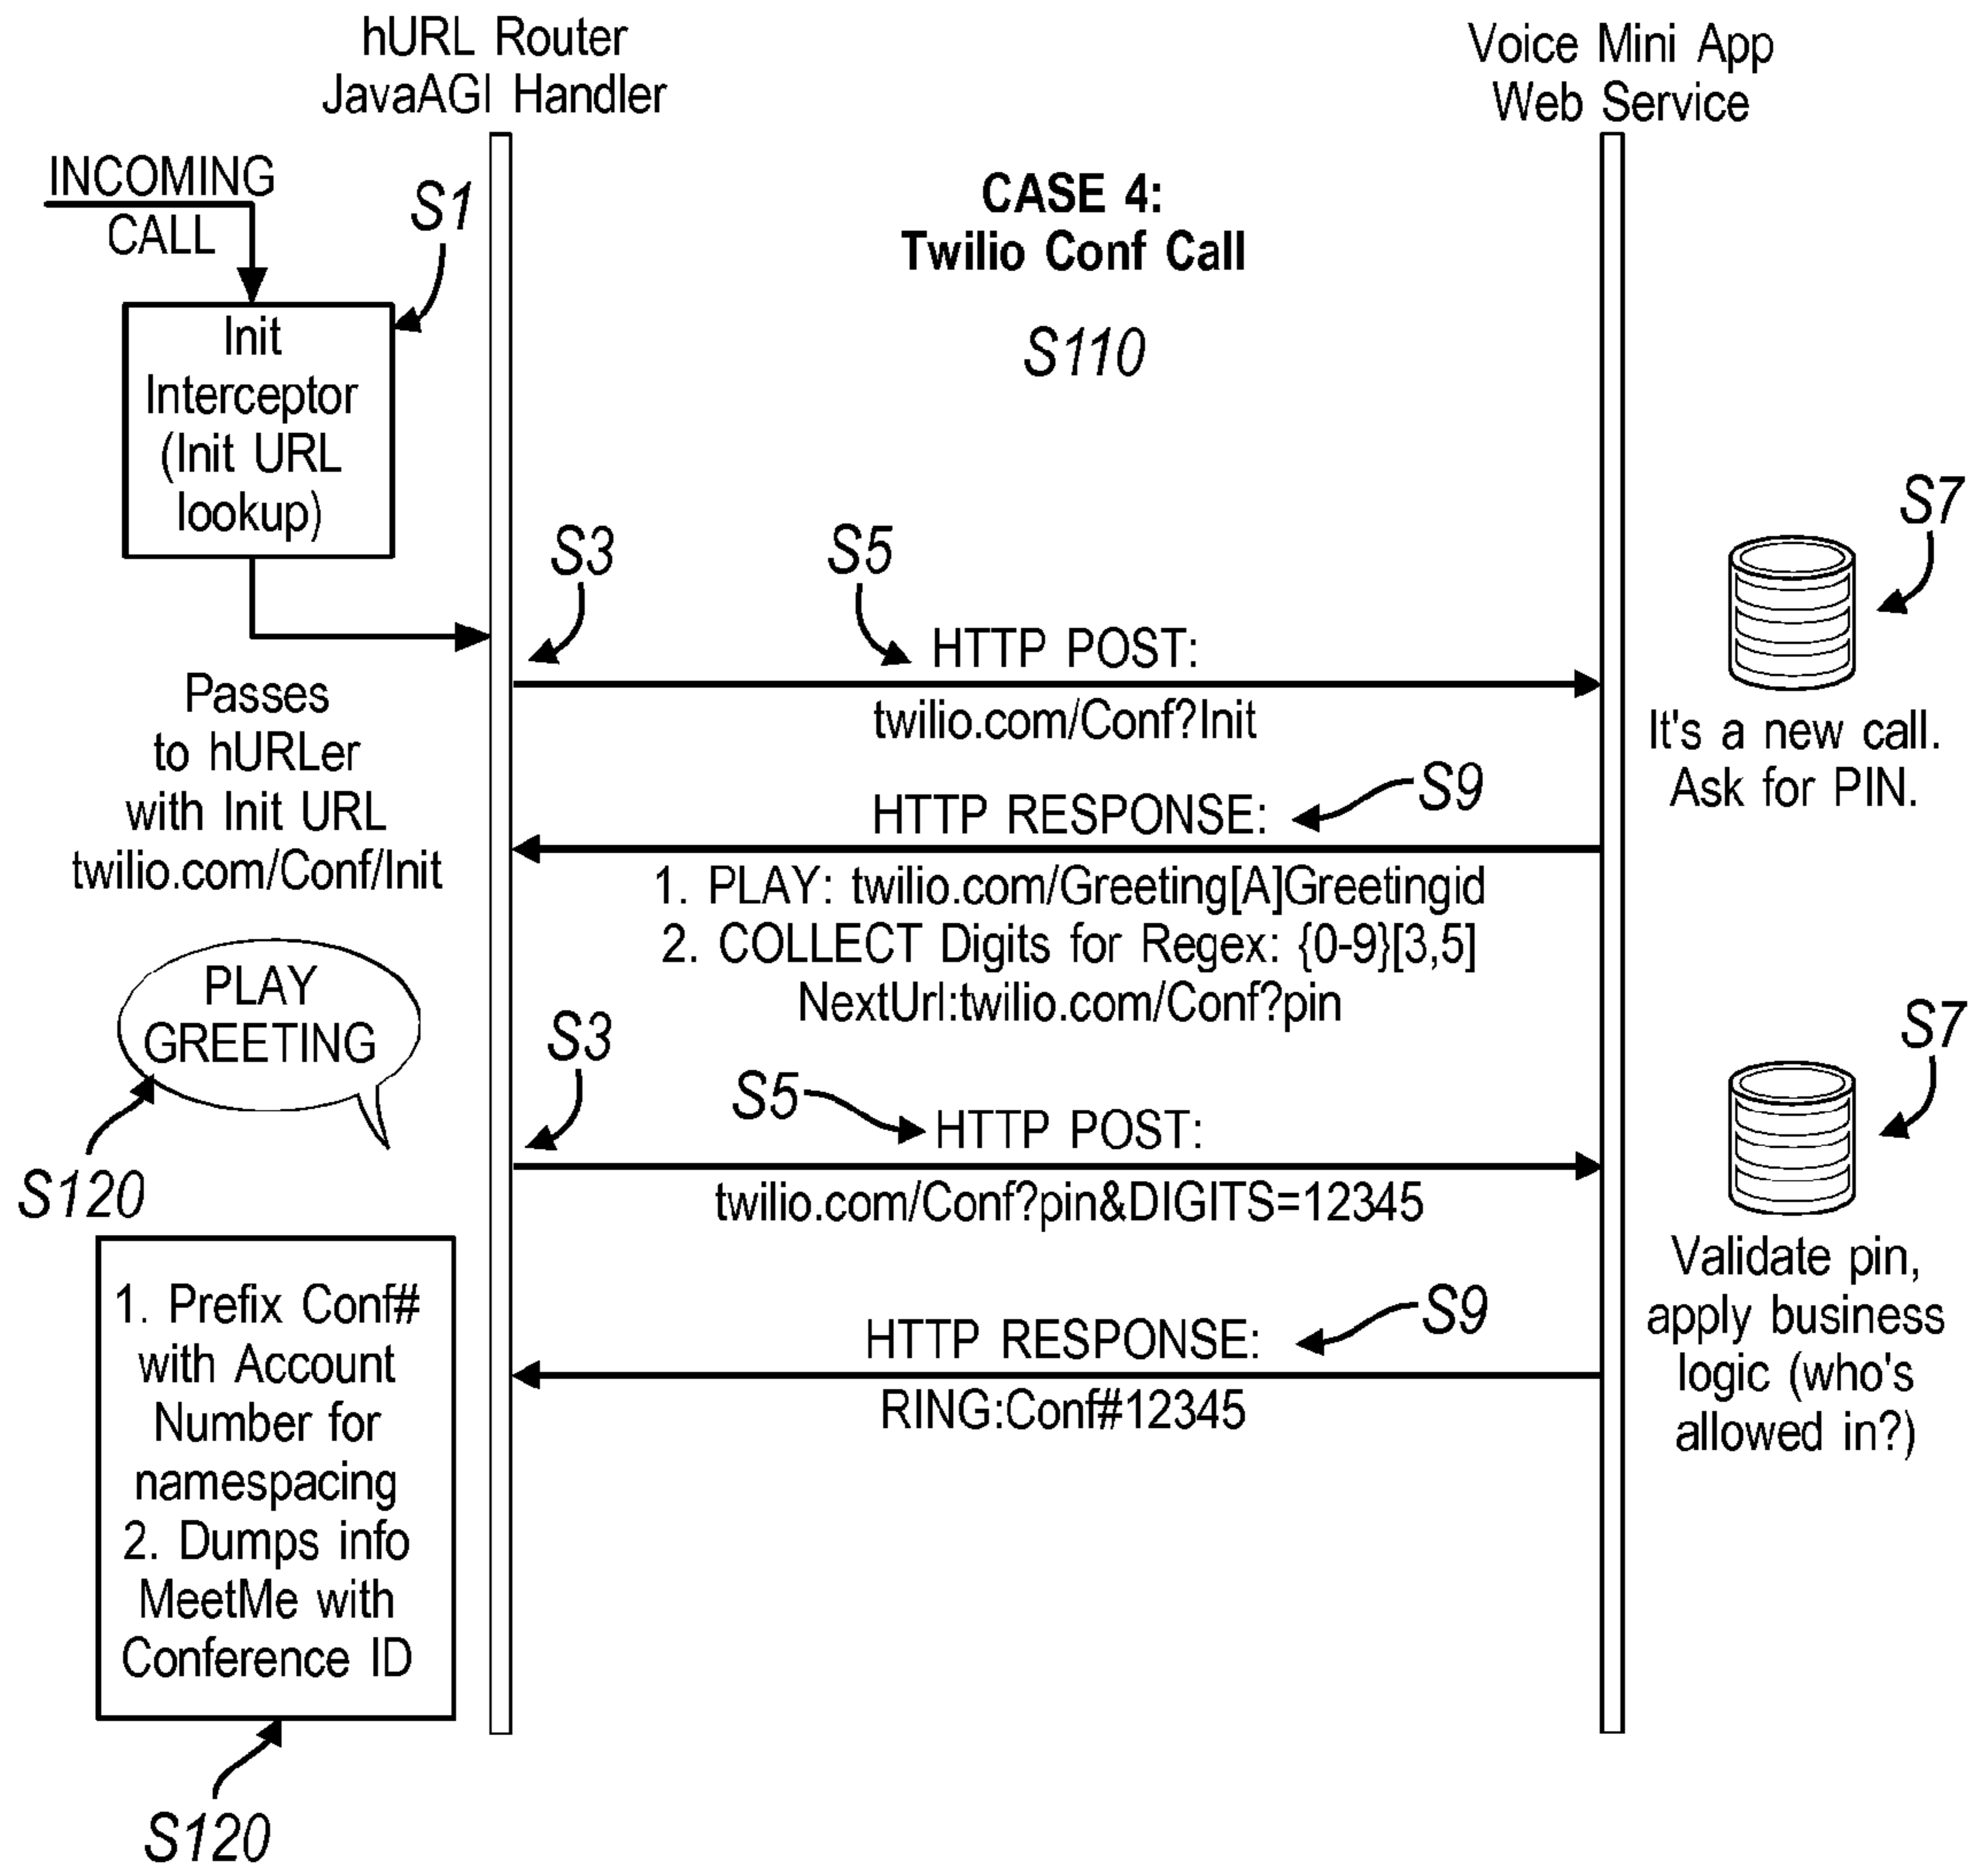 hURL Router
JavaAGI Handler
Voice Mini App
Web Service
INCOMING
CALL
S1
CASE 4:
Twilio Conf Call
S110
Init
Interceptor
(Init URL
lookup)
S3
S5
S7
HTTP POST:
twilio.com/Conf?Init
Passes
to hURLer
with Init URL
twilio.com/Conf/Init
It's a new call.
Ask for PIN.
HTTP RESPONSE:
S9
1. PLAY: twilio.com/Greeting[A]Greetingid
2. COLLECT Digits for Regex: {0-9}[3,5]
NextUrl:twilio.com/Conf?pin
PLAY
GREETING
S120
S3
S5
S7
HTTP POST:
twilio.com/Conf?pin&DIGITS=12345
Validate pin,
apply business
logic (who's
allowed in?)
HTTP RESPONSE:
S9
RING:Conf#12345
1. Prefix Conf#
with Account
Number for
namespacing
2. Dumps info
MeetMe with
Conference ID
S120